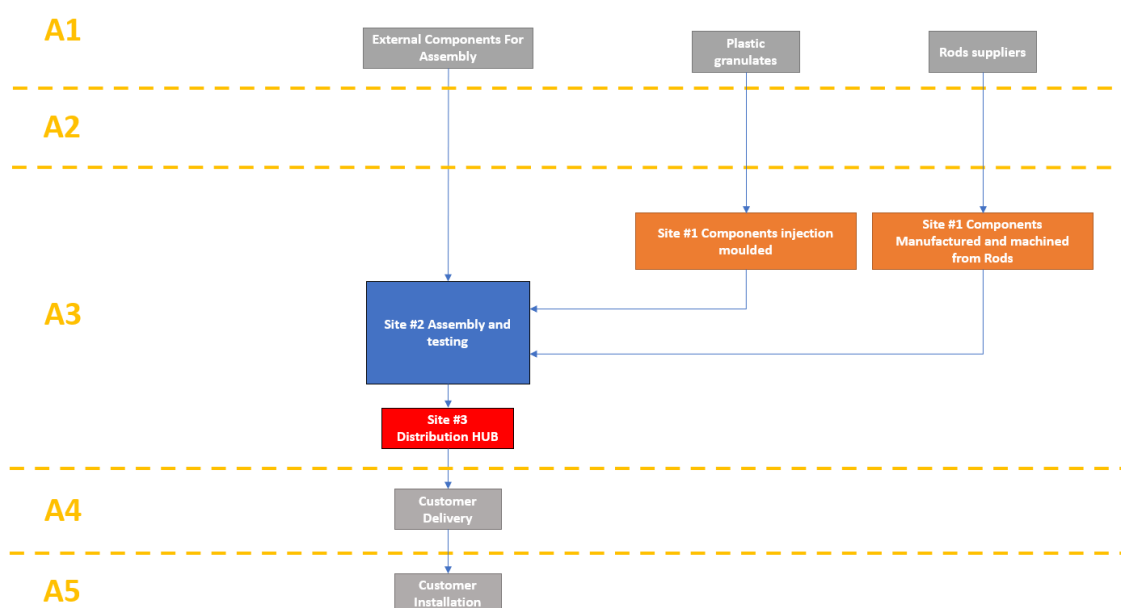 A1
External Components For
Assembly
Plastic
granulates
Rods suppliers
A2
Site #1 Components injection
moulded
Site #1 Components
Manufactured and machined
from Rods
A3
Site #2 Assembly and
testing
Site #3
Distribution HUB
A4
Customer
Delivery
A5
Customer
Installation